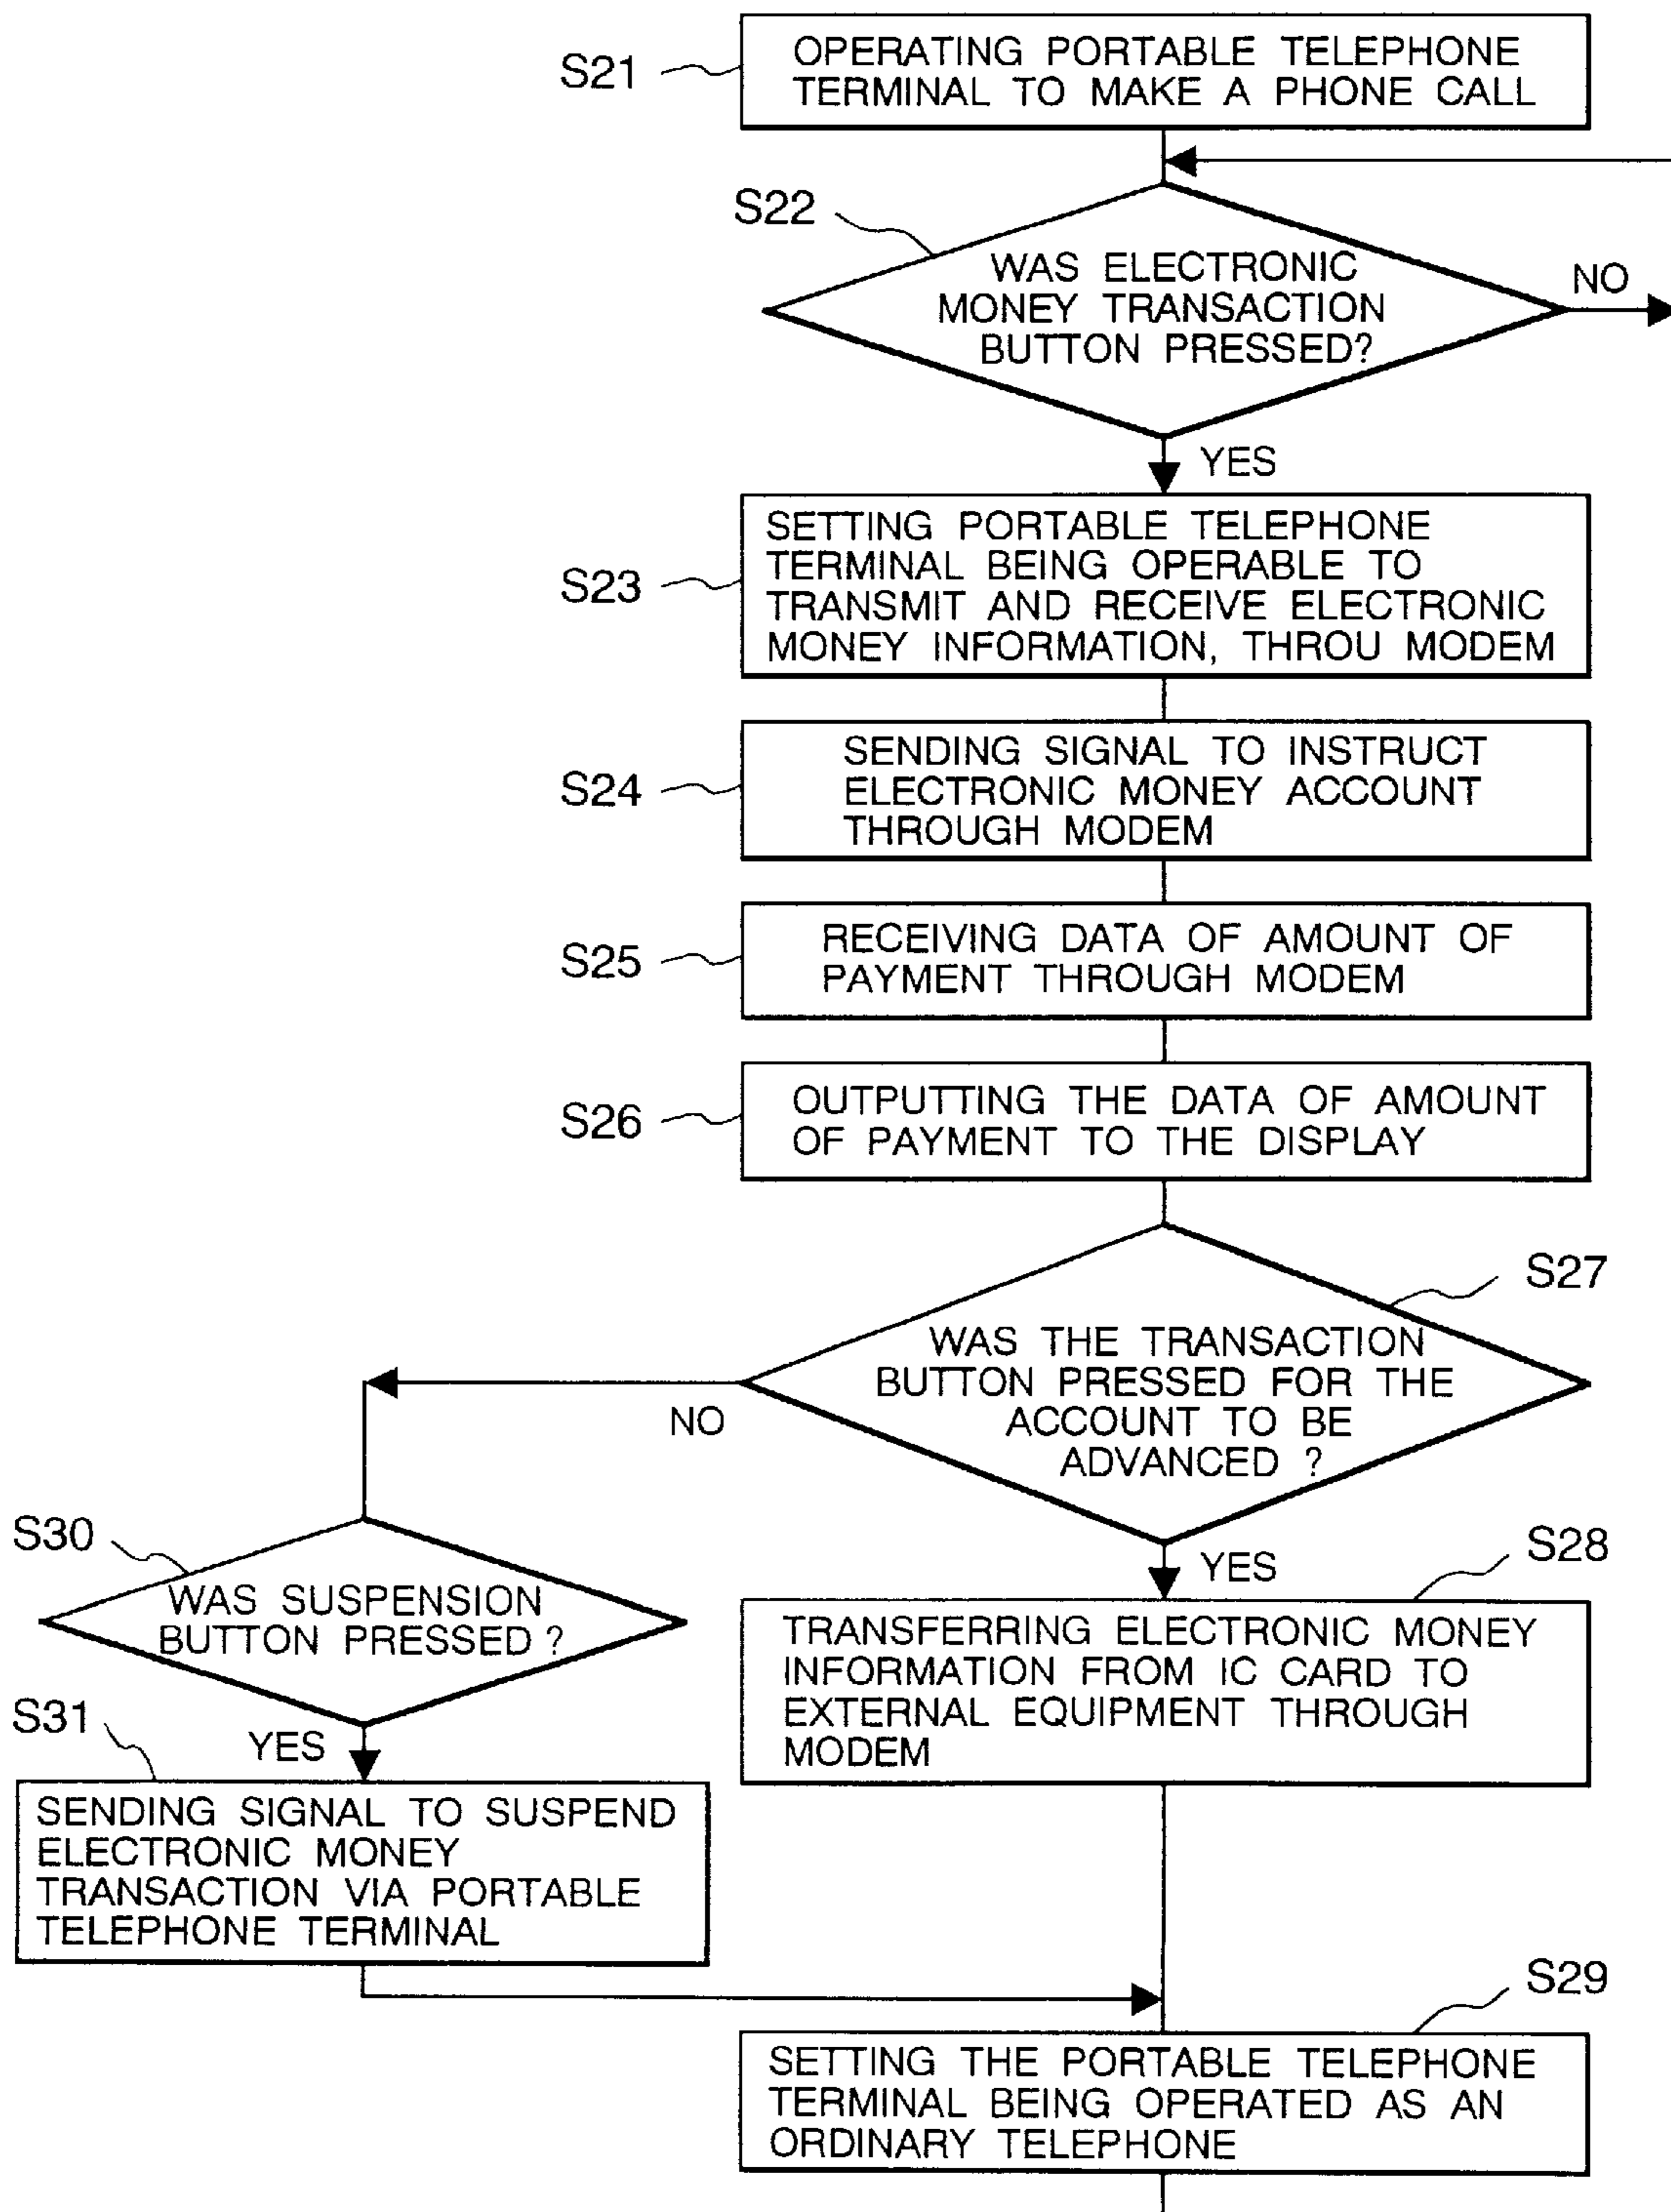 S21
OPERATING PORTABLE TELEPHONE
TERMINAL TO MAKE A PHONE CALL
S22
WAS ELECTRONIC
MONEY TRANSACTION
BUTTON PRESSED?
NO
YES
S23
SETTING PORTABLE TELEPHONE
TERMINAL BEING OPERABLE TO
TRANSMIT AND RECEIVE ELECTRONIC
MONEY INFORMATION, THROU MODEM
S24
SENDING SIGNAL TO INSTRUCT
ELECTRONIC MONEY ACCOUNT
THROUGH MODEM
S25
RECEIVING DATA OF AMOUNT OF
PAYMENT THROUGH MODEM
S26
OUTPUTTING THE DATA OF AMOUNT
OF PAYMENT TO THE DISPLAY
S27
WAS THE TRANSACTION
BUTTON PRESSED FOR THE
ACCOUNT TO BE
ADVANCED ?
NO
YES
S28
TRANSFERRING ELECTRONIC MONEY
INFORMATION FROM IC CARD TO
EXTERNAL EQUIPMENT THROUGH
MODEM
S30
WAS SUSPENSION
BUTTON PRESSED ?
YES
S31
SENDING SIGNAL TO SUSPEND
ELECTRONIC MONEY
TRANSACTION VIA PORTABLE
TELEPHONE TERMINAL
S29
SETTING THE PORTABLE TELEPHONE
TERMINAL BEING OPERATED AS AN
ORDINARY TELEPHONE